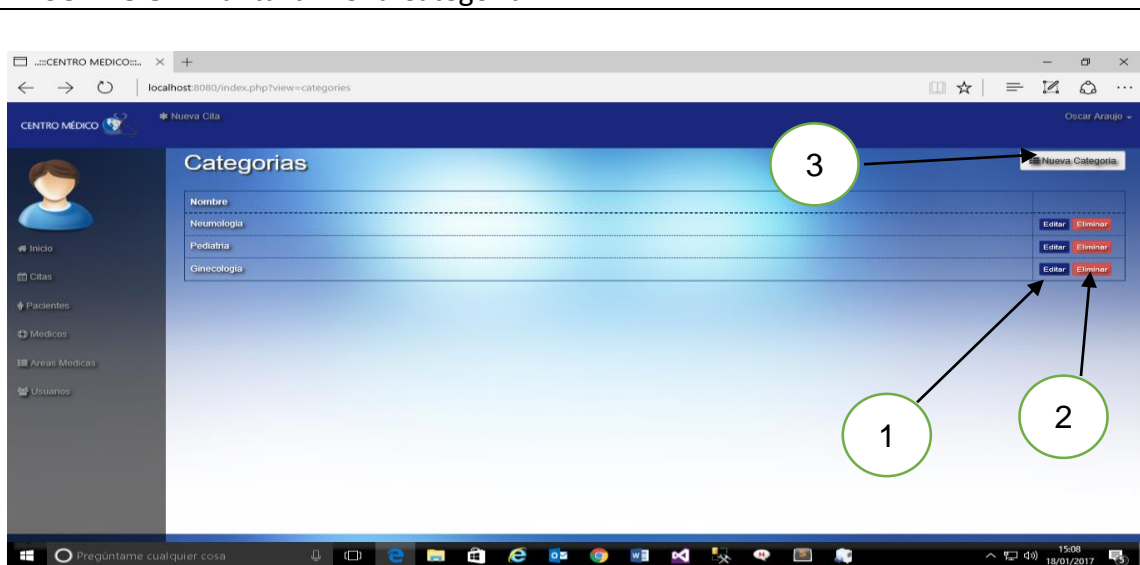 ..:::CENTRO MEDICO:::..
localhost:8080/index.php?view=categories
CENTRO MÉDICO
Nueva Cita
Oscar Araujo
Categorias
Nueva Categoria
3
Nombre
Neumologia
Editar Eliminar
Pediatria
Editar Eliminar
Ginecologia
Editar Eliminar
Inicio
Citas
Pacientes
Medicos
Areas Medicas
Usuarios
1
2
Pregúntame cualquier cosa
15:08
18/01/2017